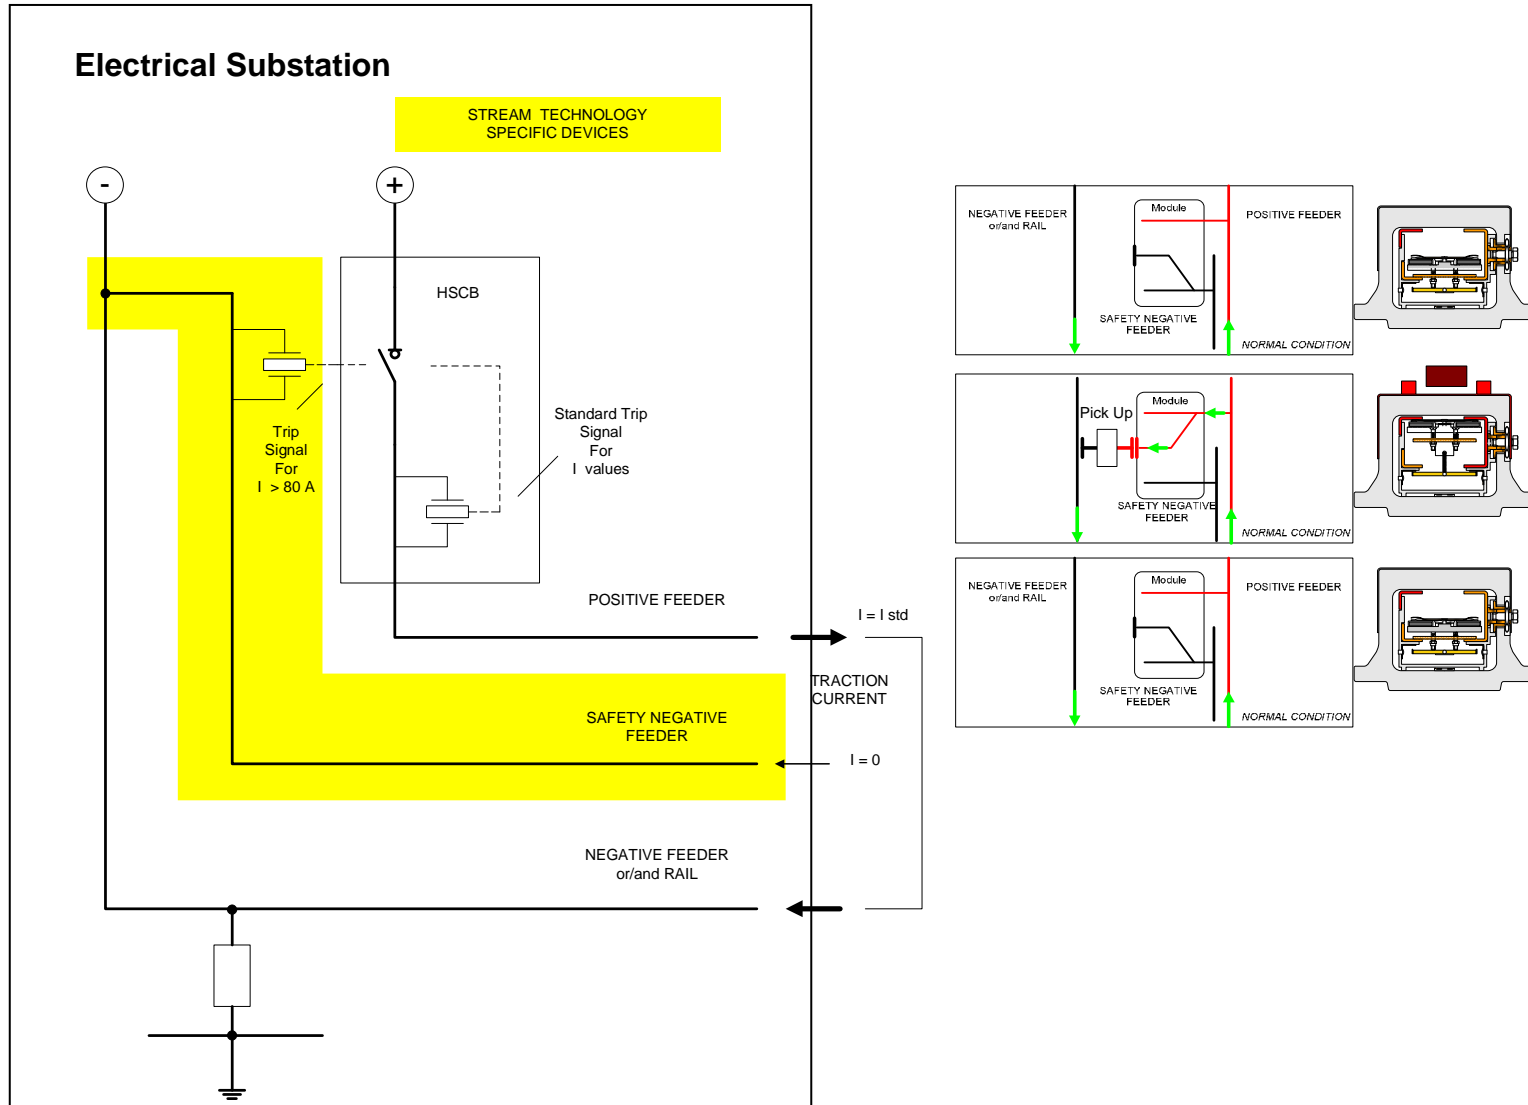 Electrical Substation
STREAM TECHNOLOGY
SPECIFIC DEVICES
-
+
HSCB
Trip
Signal
For
I > 80 A
Standard Trip
Signal
For
I values
POSITIVE FEEDER
I = I std
TRACTION
CURRENT
SAFETY NEGATIVE
FEEDER
I = 0
NEGATIVE FEEDER
or/and RAIL
NEGATIVE FEEDER
or/and RAIL
Module
POSITIVE FEEDER
SAFETY NEGATIVE
FEEDER
NORMAL CONDITION
Pick Up
Module
SAFETY NEGATIVE
FEEDER
NORMAL CONDITION
NEGATIVE FEEDER
or/and RAIL
Module
POSITIVE FEEDER
SAFETY NEGATIVE
FEEDER
NORMAL CONDITION